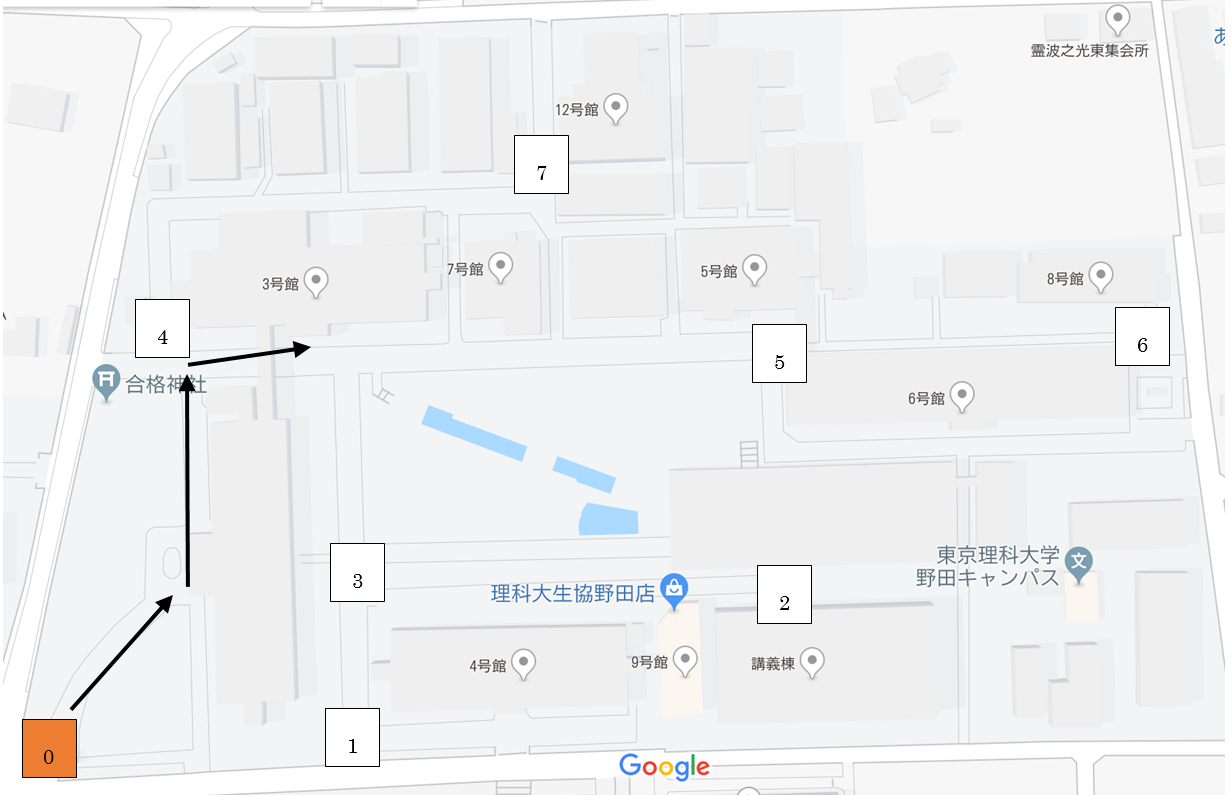 あ
霊波之光東集会所
12号館
7
3号館
7号館
5号館
8号館
4
5
6
合格神社
6号館
3
理科大生協野田店
2
東京理科大学
野田キャンパス
4号館
9号館
講義棟
0
1
Google